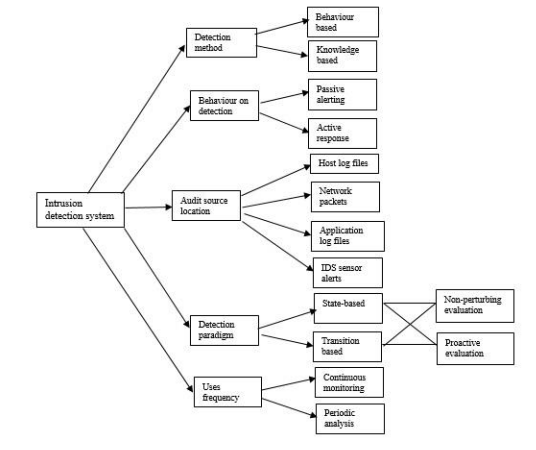 Intrusion
detection system
Detection
method
Behaviour
based
Knowledge
based
Behaviour on
detection
Passive
alerting
Active
response
Audit source
location
Host log files
Network
packets
Application
log files
IDS sensor
alerts
Detection
paradigm
State-based
Transition
based
Non-perturbing
evaluation
Proactive
evaluation
Uses
frequency
Continuous
monitoring
Periodic
analysis